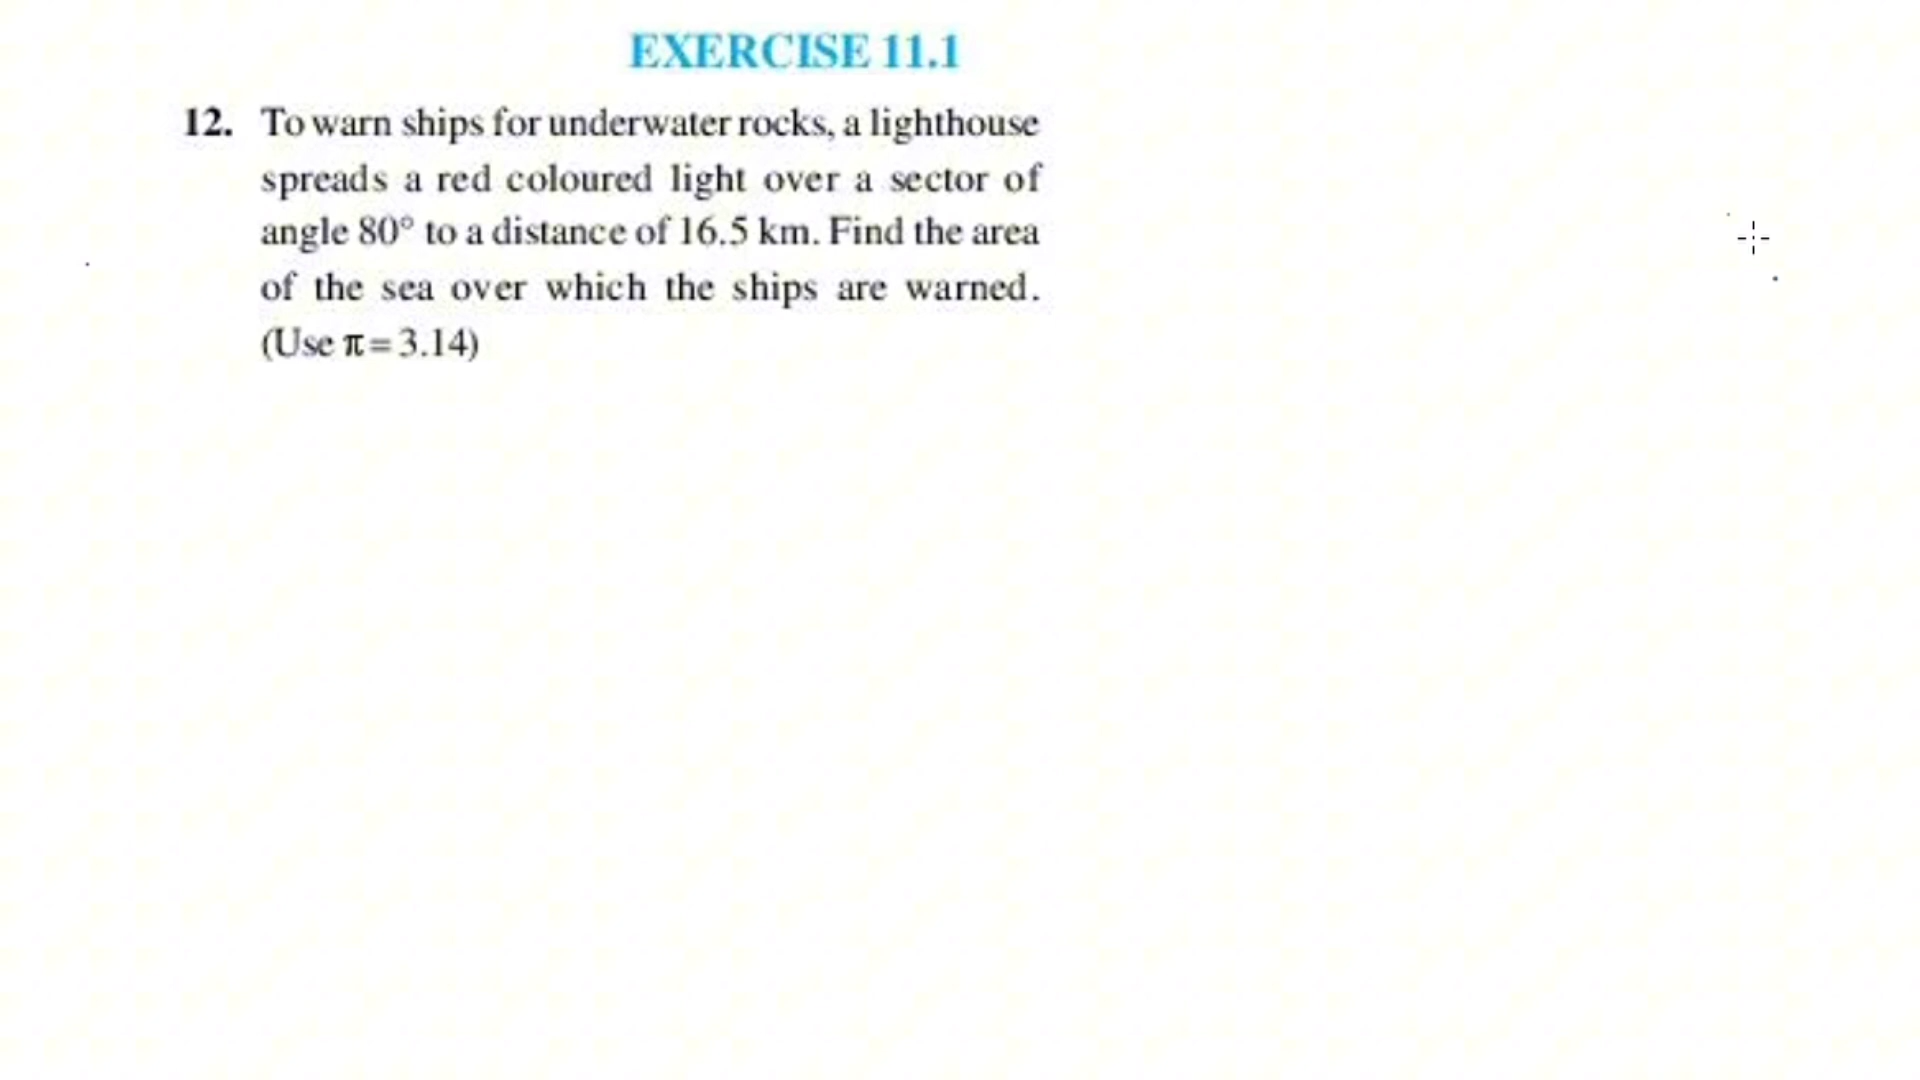 EXERCISE 11.1
12. To warn ships for underwater rocks, a lighthouse
spreads a red coloured light over a sector of
angle 80° to a distance of 16.5 km. Find the area
of the sea over which the ships are warned.
(Use π = 3.14)